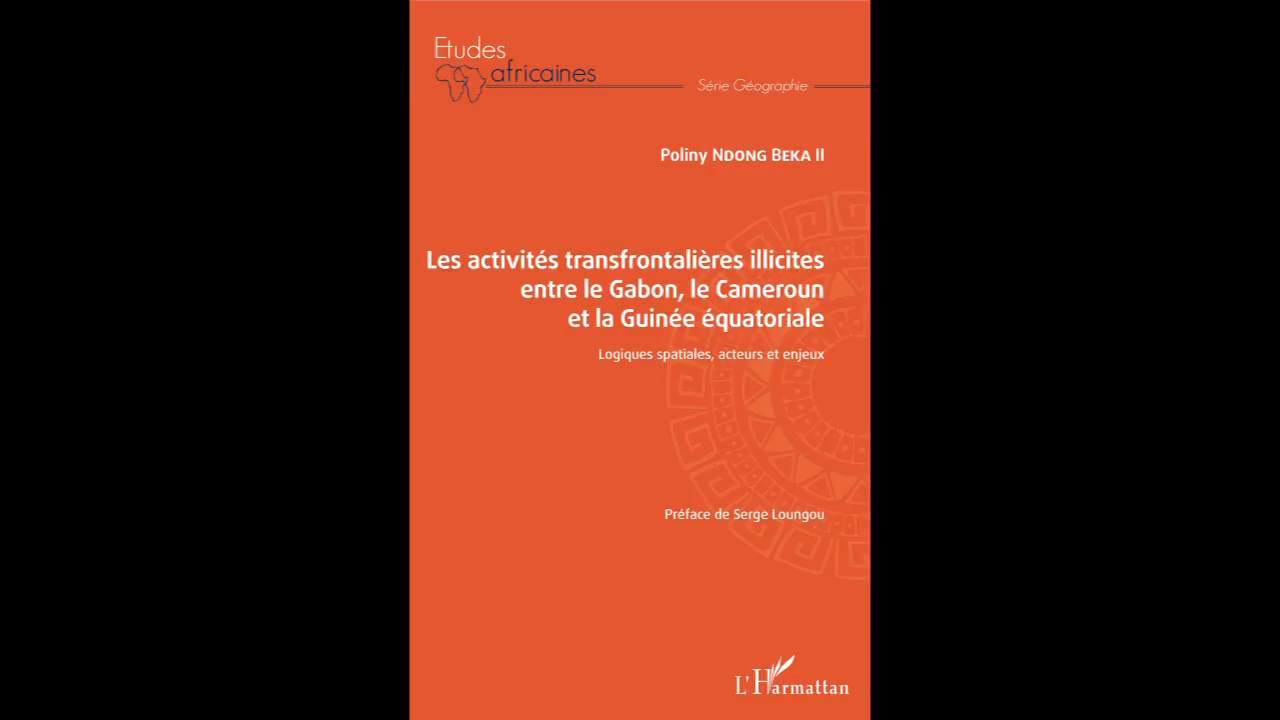 Etudes
africaines
Série Géographie
Poliny NDONG BEKA II
Les activités transfrontalières illicites
entre le Gabon, le Cameroun
et la Guinée équatoriale
Logiques spatiales, acteurs et enjeux
Préface de Serge Loungou
L'Harmattan